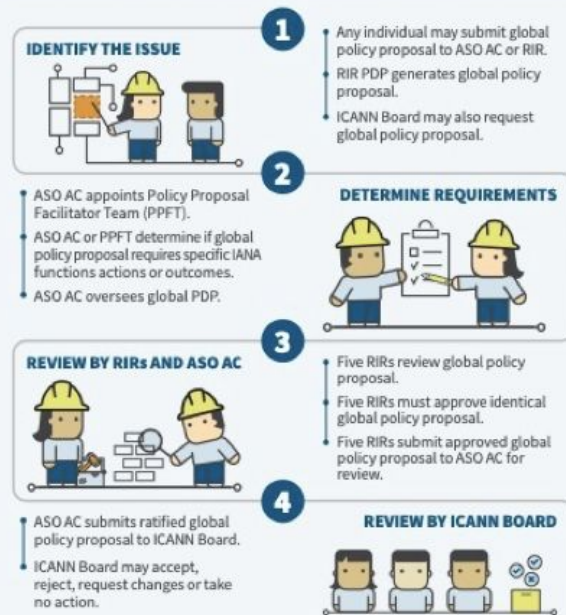 1
IDENTIFY THE ISSUE
Any individual may submit global
policy proposal to ASO AC or RIR.
RIR PDP generates global policy
proposal.
ICANN Board may also request
global policy proposal.
2
DETERMINE REQUIREMENTS
ASO AC appoints Policy Proposal
Facilitator Team (PPFT).
ASO AC or PPFT determine if global
policy proposal requires specific IANA
functions actions or outcomes.
ASO AC oversees global PDP.
3
REVIEW BY RIRs AND ASO AC
Five RIRs review global policy
proposal.
Five RIRs must approve identical
global policy proposal.
Five RIRs submit approved global
policy proposal to ASO AC for
review.
4
REVIEW BY ICANN BOARD
ASO AC submits ratified global
policy proposal to ICANN Board.
ICANN Board may accept,
reject, request changes or take
no action.